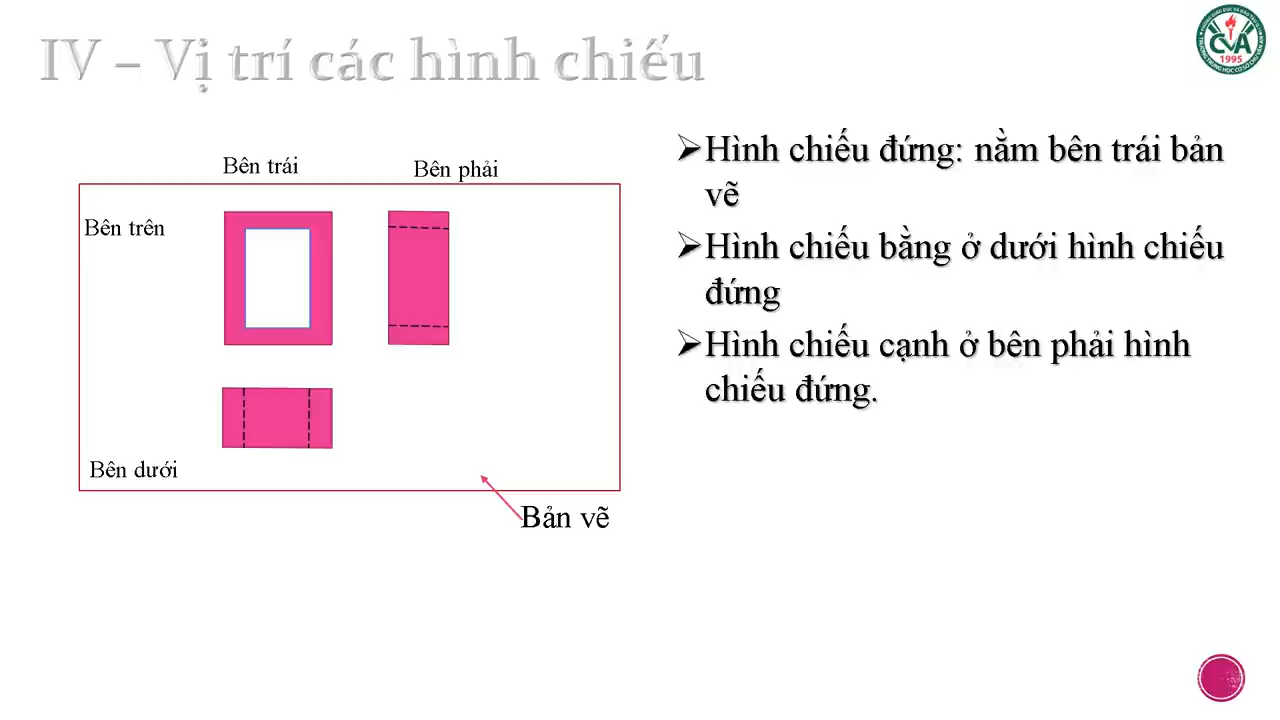 IV – Vị trí các hình chiếu
CVA
1995
Bên trái
Bên phải
Bên trên
Bên dưới
Bản vẽ
➢Hình chiếu đứng: nằm bên trái bản
vẽ
➢Hình chiếu bằng ở dưới hình chiếu
đứng
➢Hình chiếu cạnh ở bên phải hình
chiếu đứng.